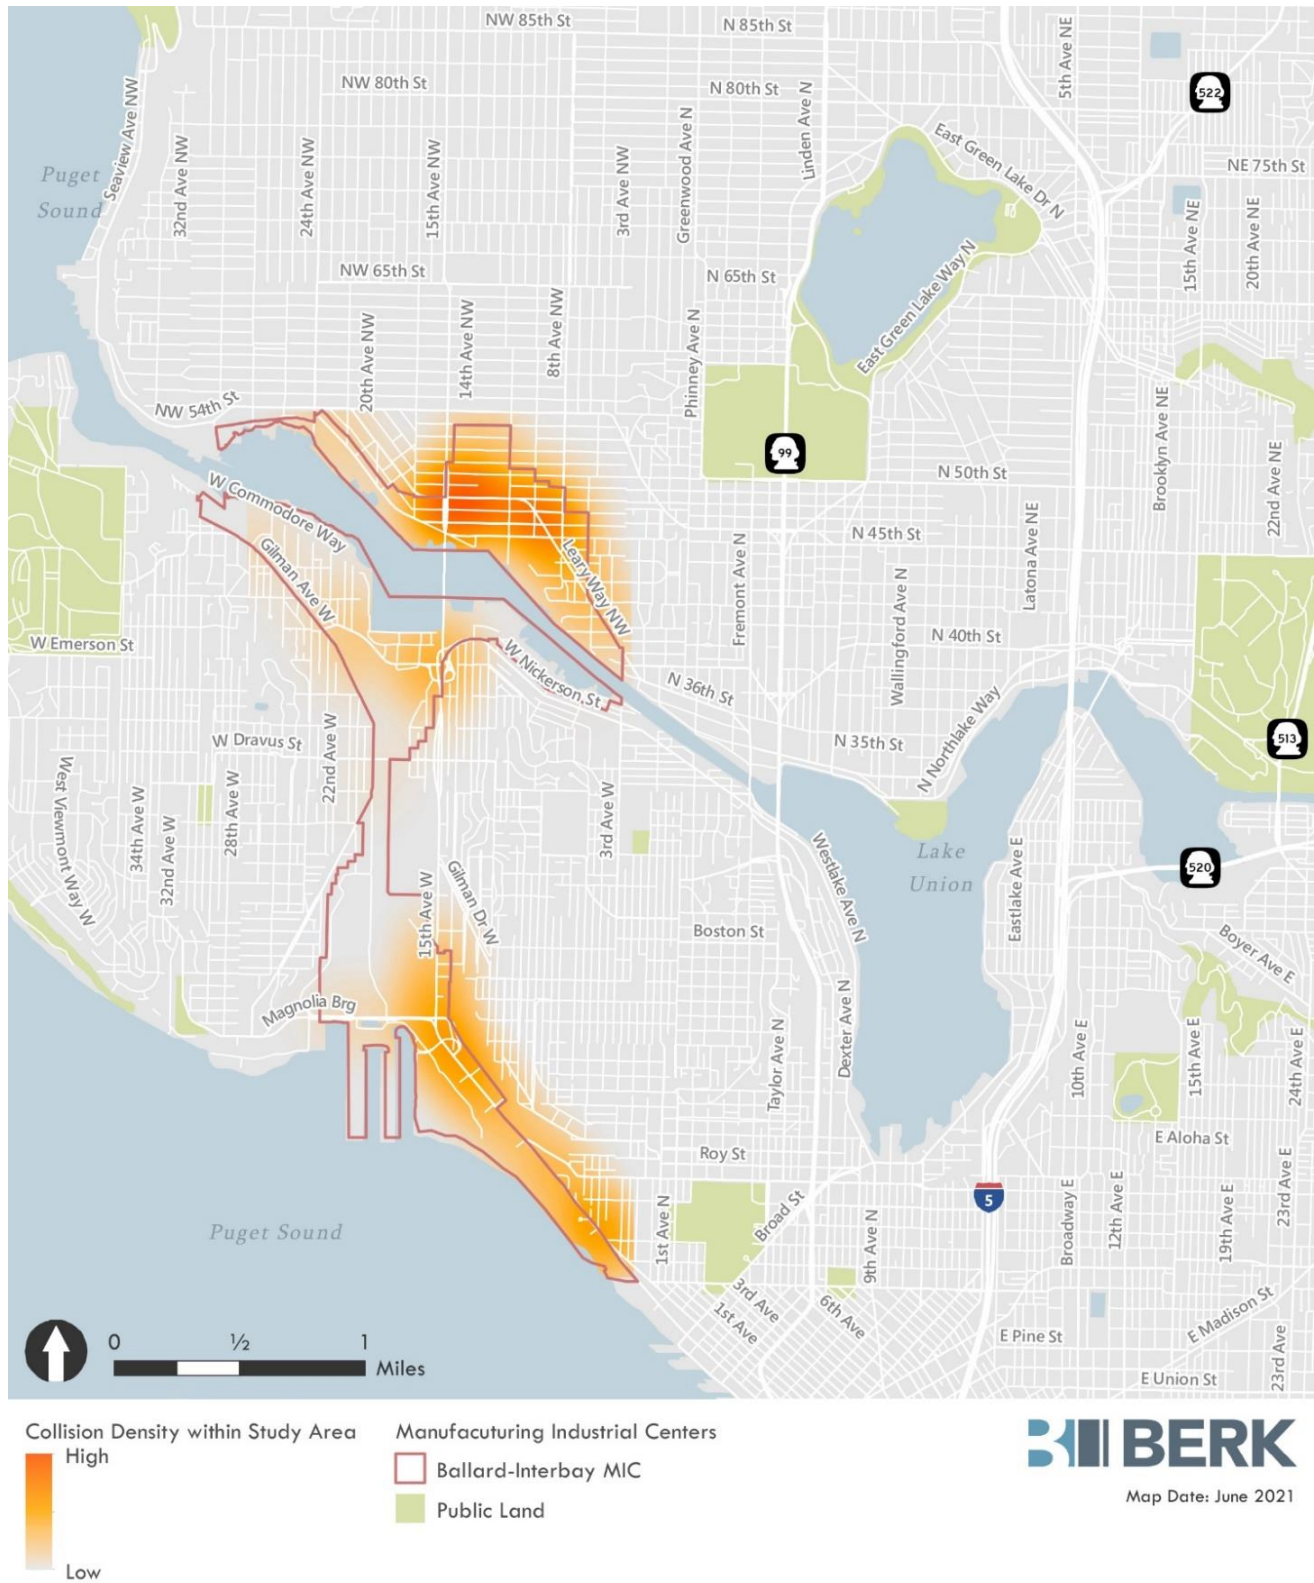 NW 85th St
N 85th St
5th Ave NE
522
NW 80th St
N 80th St
Linden Ave N
East Green Lake Dr N
Seaview Ave NW
Puget
Sound
32nd Ave NW
24th Ave NW
15th Ave NW
3rd Ave NW
Greenwood Ave N
NE 75th St
15th Ave NE
20th Ave NE
NW 65th St
N 65th St
East Green Lake Way N
20th Ave NW
14th Ave NW
8th Ave NW
Phinney Ave N
NW 54th St
99
N 50th St
Brooklyn Ave NE
22nd Ave NE
W Commodore Way
Gilman Ave W
Leary Way NW
N 45th St
Fremont Ave N
Latona Ave NE
Wallingford Ave N
W Emerson St
N 40th St
W Nickerson St
N 36th St
N 35th St
N Northlake Way
513
W Dravus St
22nd Ave W
West Viewmont Way W
34th Ave W
32nd Ave W
28th Ave W
3rd Ave W
Westlake Ave N
Lake
Union
Eastlake Ave E
520
15th Ave W
Gilman Dr W
Boston St
Boyer Ave E
Magnolia Brg
Taylor Ave N
Dexter Ave N
10th Ave E
15th Ave E
24th Ave E
E Aloha St
Roy St
5
Puget Sound
1st Ave N
Broad St
9th Ave N
Broadway E
12th Ave E
19th Ave E
23rd Ave E
3rd Ave
1st Ave
6th Ave
E Pine St
E Madison St
E Union St
23rd Ave
0 ½ 1
Miles
Collision Density within Study Area
High
Low
Manufacuturing Industrial Centers
Ballard-Interbay MIC
Public Land
BERK
Map Date: June 2021